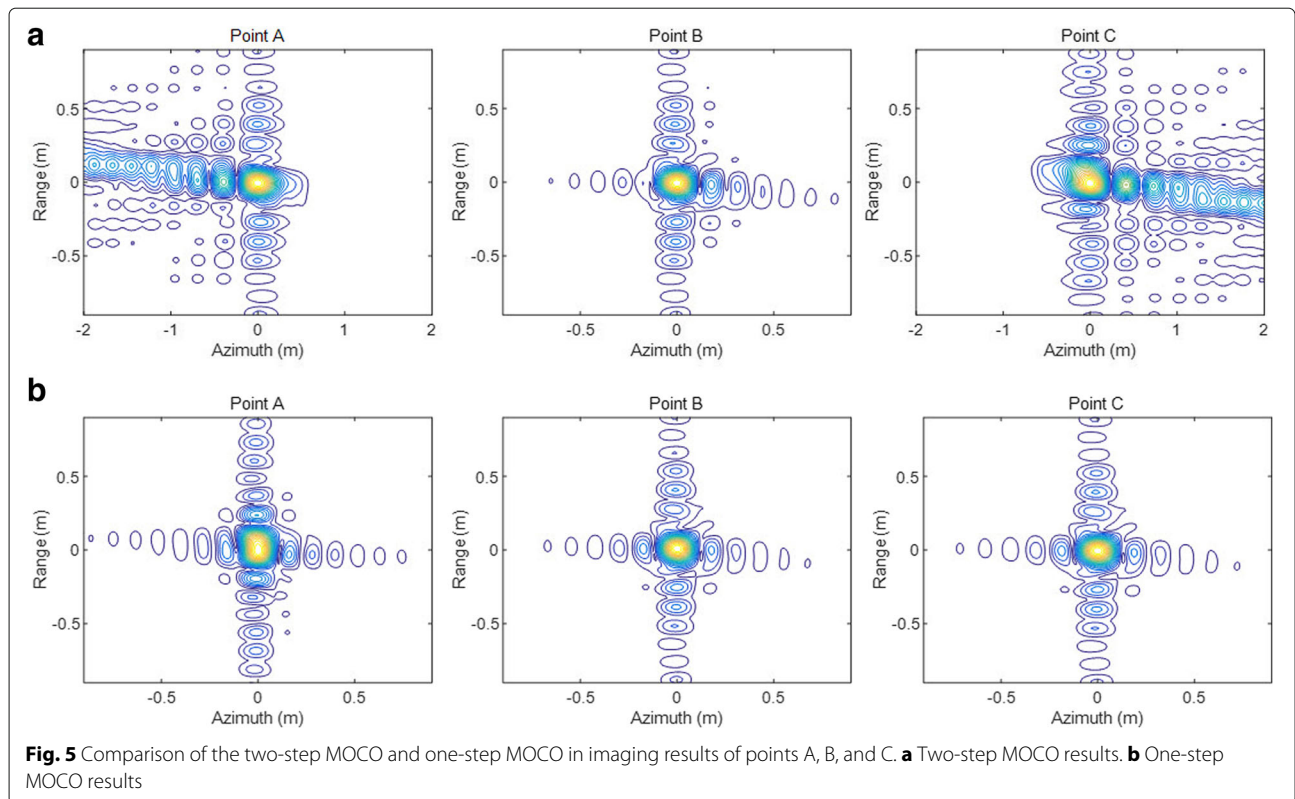 a
Point A
Point B
Point C
Range (m)
0.5
0
-0.5
-2
-1
0
1
2
Azimuth (m)
Range (m)
0.5
0
-0.5
-0.5
0
0.5
Azimuth (m)
Range (m)
0.5
0
-0.5
-2
-1
0
1
2
Azimuth (m)
b
Point A
Point B
Point C
Range (m)
0.5
0
-0.5
-0.5
0
0.5
Azimuth (m)
Range (m)
0.5
0
-0.5
-0.5
0
0.5
Azimuth (m)
Range (m)
0.5
0
-0.5
-0.5
0
0.5
Azimuth (m)
Fig. 5 Comparison of the two-step MOCO and one-step MOCO in imaging results of points A, B, and C. a Two-step MOCO results. b One-step
MOCO results